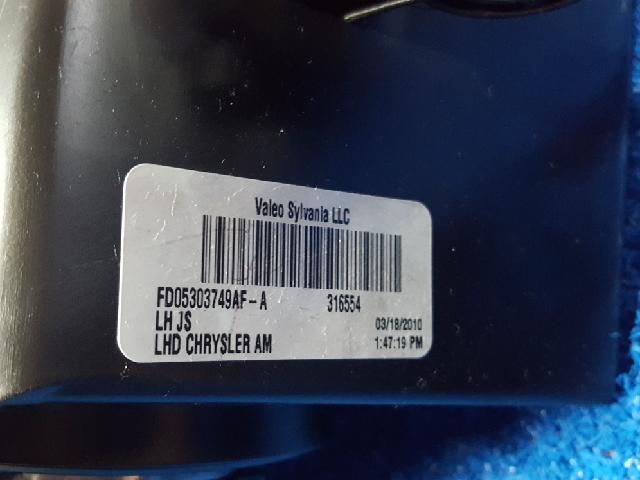 Valeo Sylvania LLC
FD05303749AF-A 316554
LH JS 03/18/2010
LHD CHRYSLER AM 1:47:19 PM